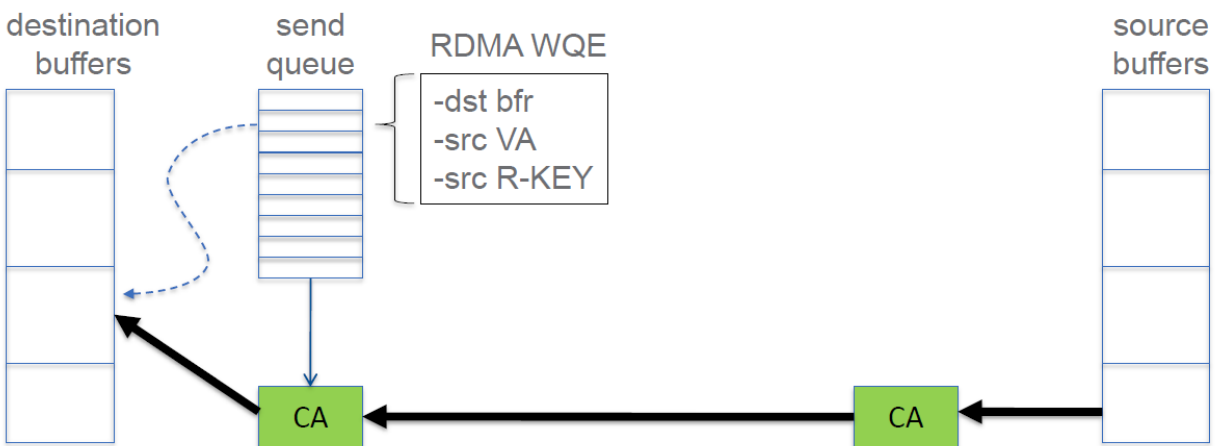 destination
buffers
send
queue
RDMA WQE
-dst bfr
-src VA
-src R-KEY
source
buffers
CA
CA